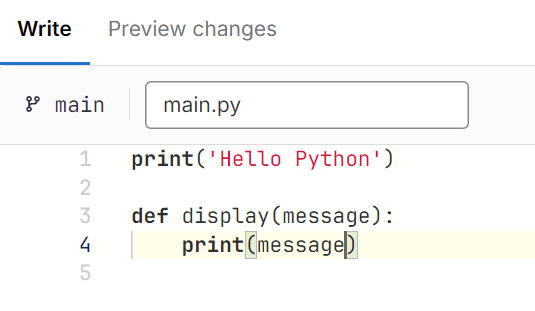 Write Preview changes
main main.py
1 print('Hello Python')
2
3 def display(message):
4     print(message)
5